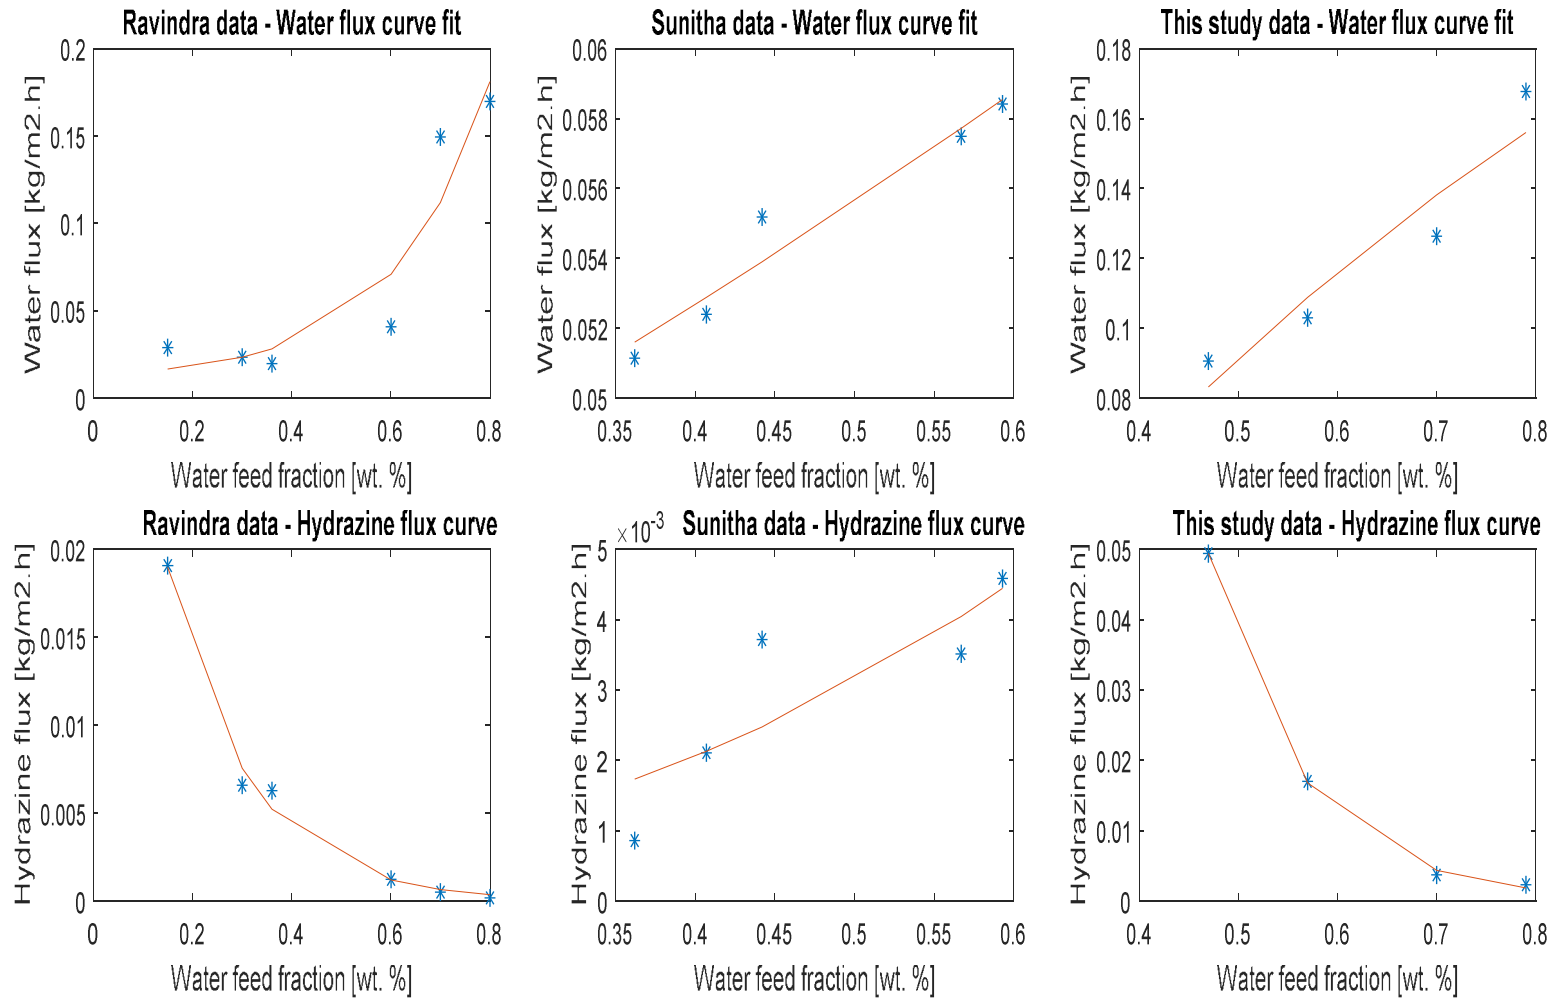 Ravindra data - Water flux curve fit
Water flux [kg/m2.h]
0.2
0.15
0.1
0.05
0
0 0.2 0.4 0.6 0.8
Water feed fraction [wt. %]
Sunitha data - Water flux curve fit
Water flux [kg/m2.h]
0.06
0.058
0.056
0.054
0.052
0.05
0.35 0.4 0.45 0.5 0.55 0.6
Water feed fraction [wt. %]
This study data - Water flux curve fit
Water flux [kg/m2.h]
0.18
0.16
0.14
0.12
0.1
0.08
0.4 0.5 0.6 0.7 0.8
Water feed fraction [wt. %]
Ravindra data - Hydrazine flux curve
Hydrazine flux [kg/m2.h]
0.02
0.015
0.01
0.005
0
0 0.2 0.4 0.6 0.8
Water feed fraction [wt. %]
Sunitha data - Hydrazine flux curve
×10-3
Hydrazine flux [kg/m2.h]
5
4
3
2
1
0
0.35 0.4 0.45 0.5 0.55 0.6
Water feed fraction [wt. %]
This study data - Hydrazine flux curve
Hydrazine flux [kg/m2.h]
0.05
0.04
0.03
0.02
0.01
0
0.4 0.5 0.6 0.7 0.8
Water feed fraction [wt. %]